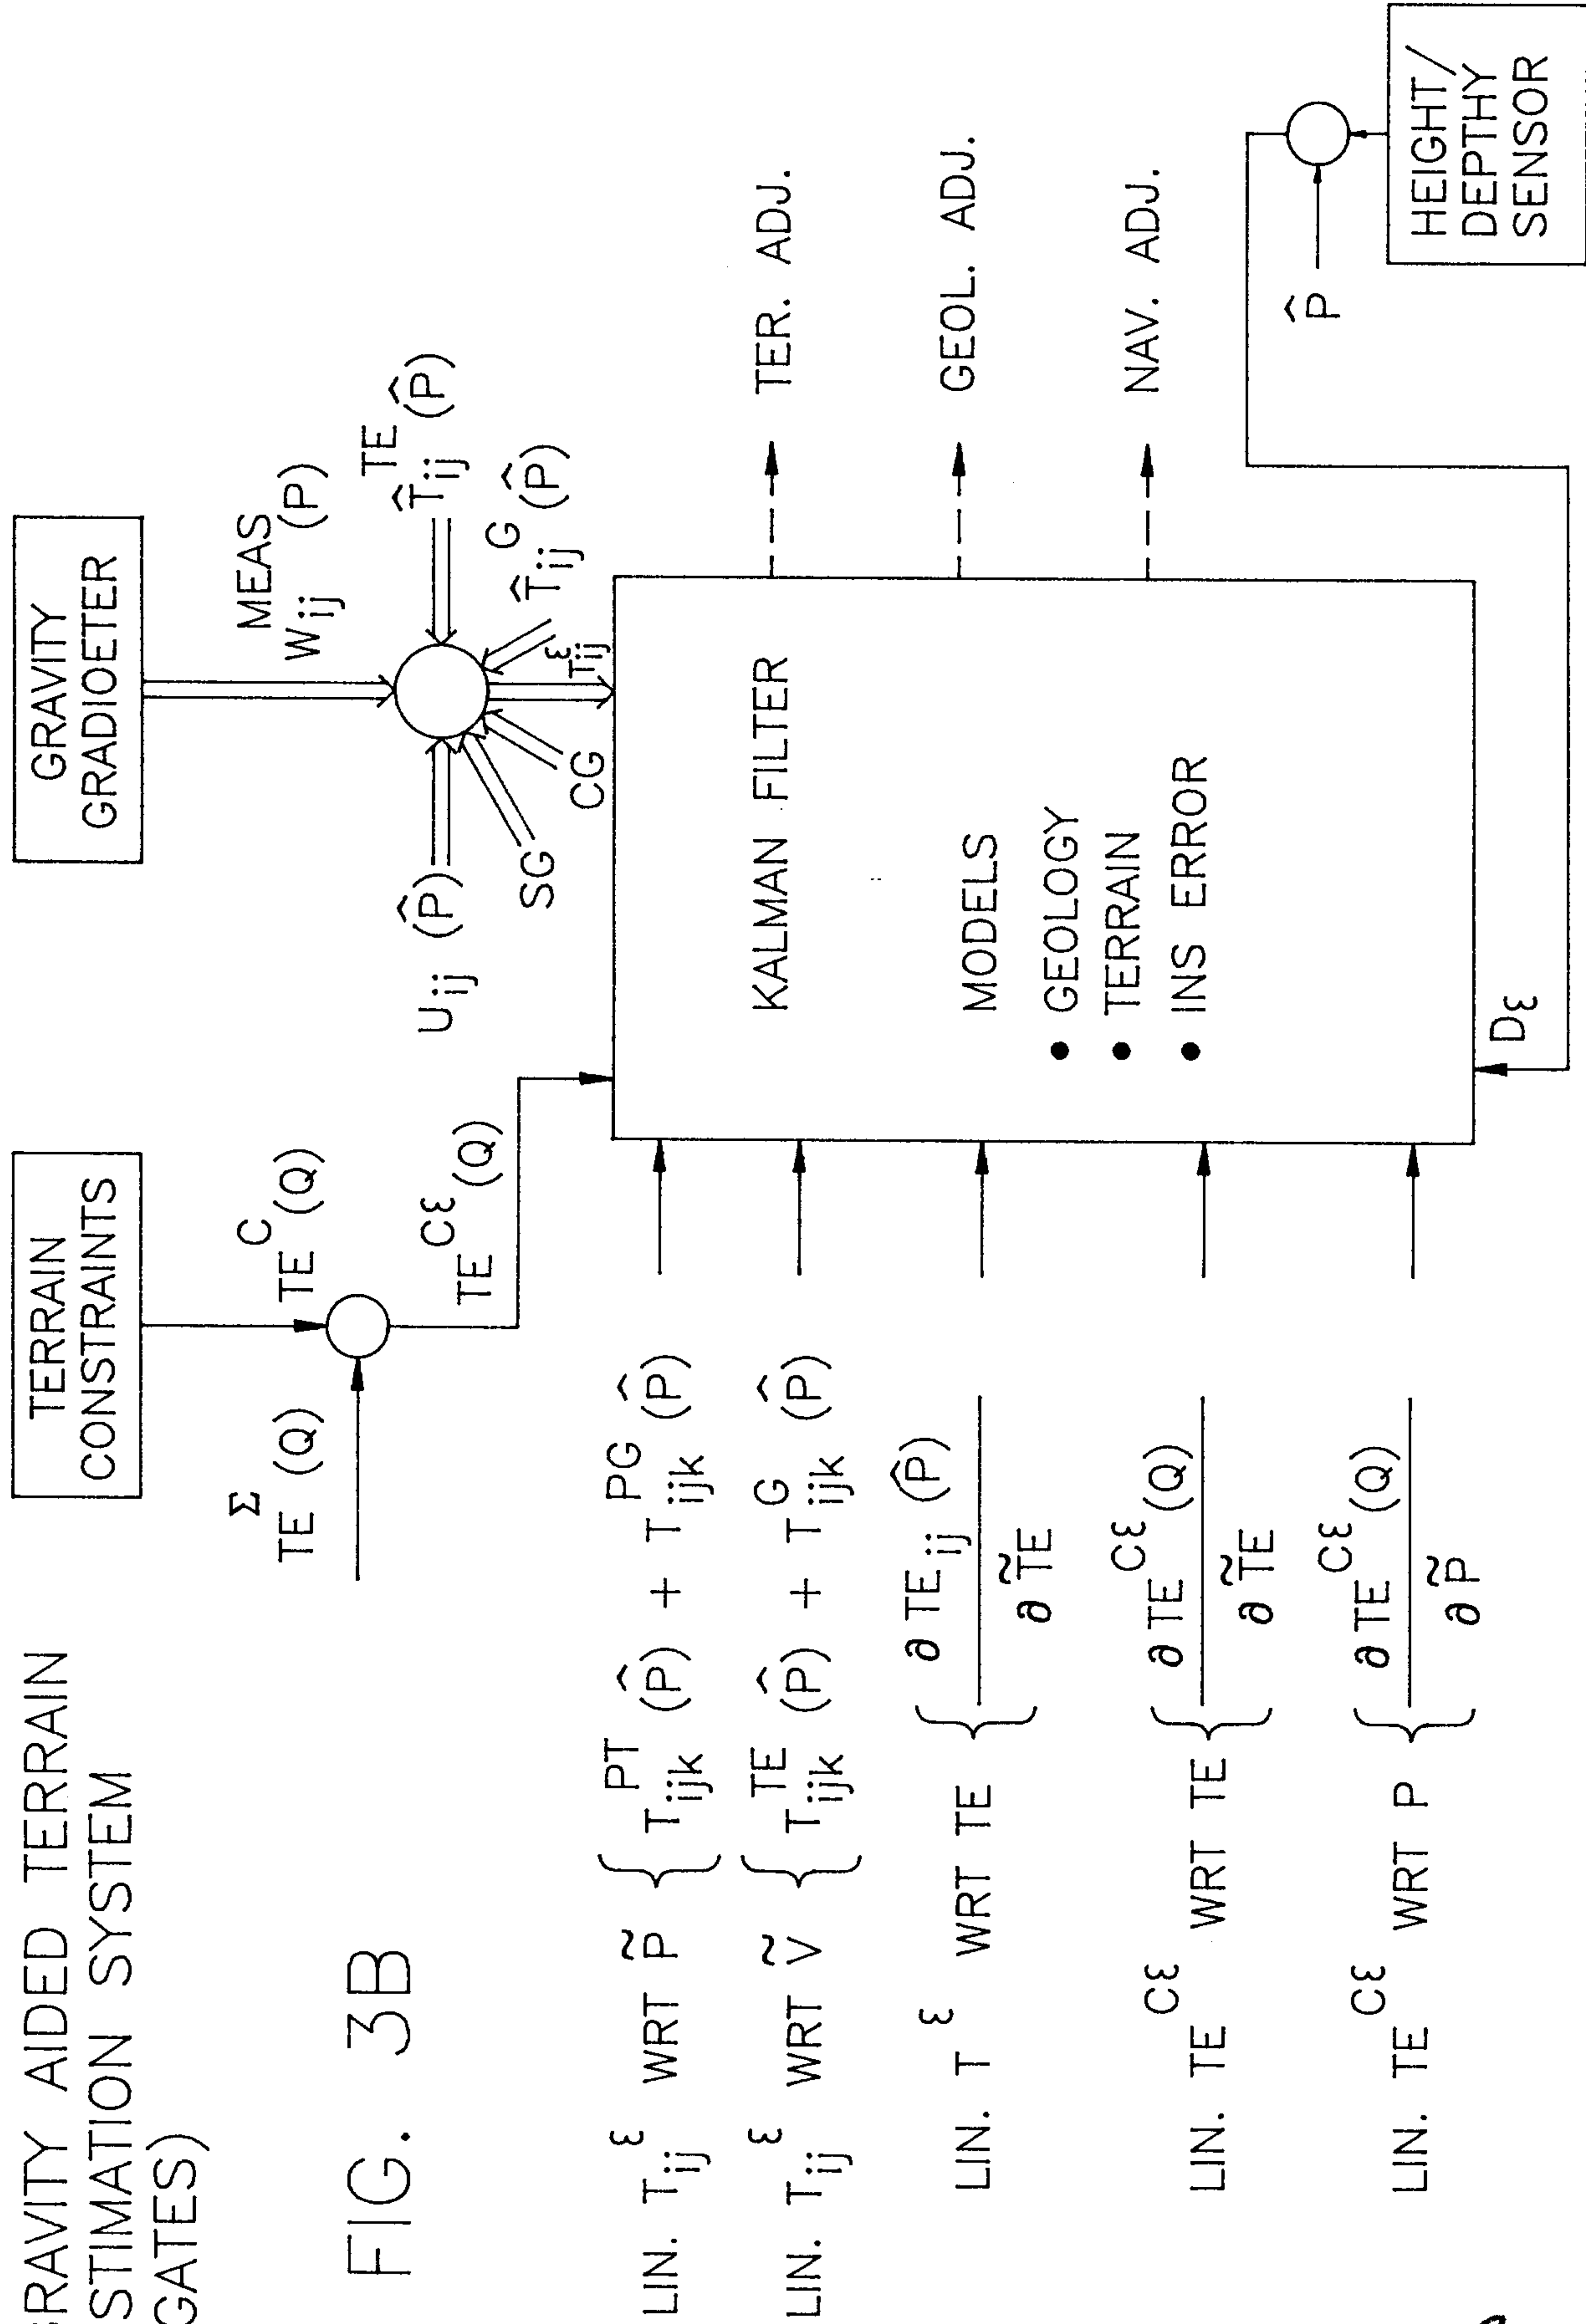 GRAVITY AIDED TERRAIN
STIMATION SYSTEM
GATES)
FIG. 3B
TERRAIN
CONSTRAINTS
TE^Σ (Q)
TE^C (Q)
TE^Cε (Q)
GRAVITY
GRADIOETER
W_ij^MEAS (P)
U_ij (P̂)
T̂_ij^TE (P̂)
SG
CG
T̂_ij^G (P̂)
T_ij^ε
LIN. T_ij^ε WRT P̃ { T_ijk^PT (P̂) + T_ijk^PG (P̂)
LIN. T_ij^ε WRT Ṽ { T_ijk^TE (P̂) + T_ijk^G (P̂)
LIN. T^ε WRT TE { ∂ TE_ij (P̂)
∂ T̃E
LIN. TE^Cε WRT TE { ∂ TE^Cε (Q)
∂ T̃E
LIN. TE^Cε WRT P { ∂ TE^Cε (Q)
∂ P̃
KALMAN FILTER
MODELS
• GEOLOGY
• TERRAIN
• INS ERROR
TER. ADJ.
GEOL. ADJ.
NAV. ADJ.
Dε
P̂
HEIGHT/
DEPTHY
SENSOR